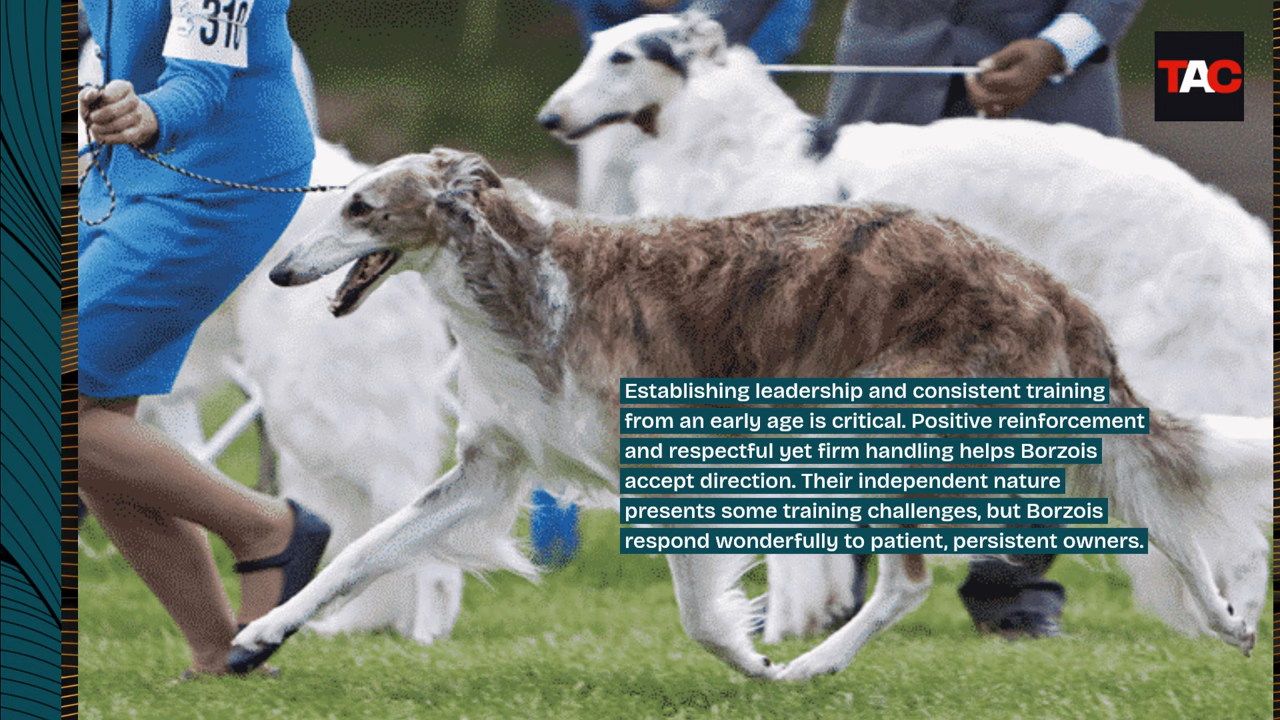 310
TAC
Establishing leadership and consistent training
from an early age is critical. Positive reinforcement
and respectful yet firm handling helps Borzois
accept direction. Their independent nature
presents some training challenges, but Borzois
respond wonderfully to patient, persistent owners.